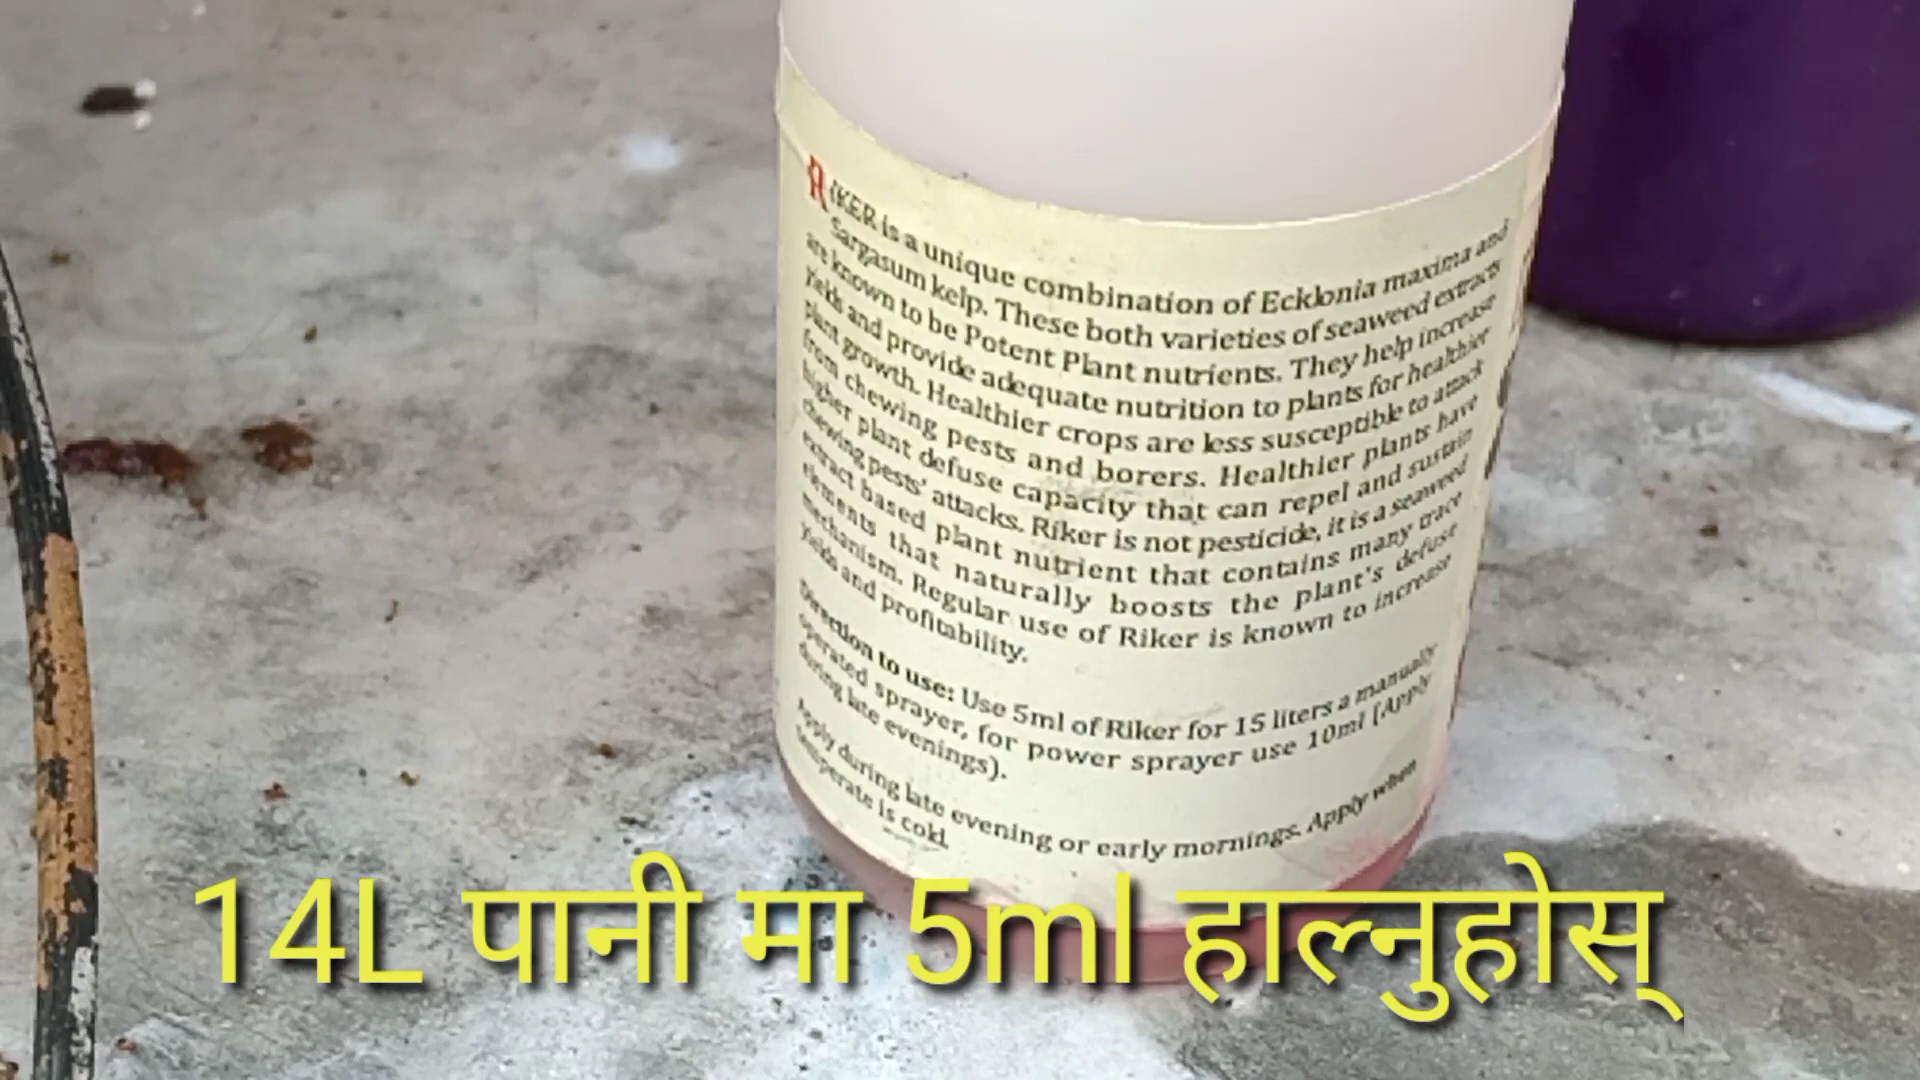 RiKER is a unique combination of Ecklonia maxima and
Sargasum kelp. These both varieties of seaweed extracts
are known to be Potent Plant nutrients. They help increase
yields and provide adequate nutrition to plants for healthier
plant growth. Healthier crops are less susceptible to attack
from chewing pests and borers. Healthier plants have
higher plant defuse capacity that can repel and sustain
chewing pests' attacks. Riker is not pesticide, it is a seaweed
extract based plant nutrient that contains many trace
elements that naturally boosts the plant's defuse
mechanism. Regular use of Riker is known to increase
yields and profitability.
Direction to use: Use 5ml of Riker for 15 liters a manually
operated sprayer, for power sprayer use 10ml [Apply
during late evenings).
Apply during late evening or early mornings. Apply when
temperate is cold.
14L पानी मा 5ml हाल्नुहोस्